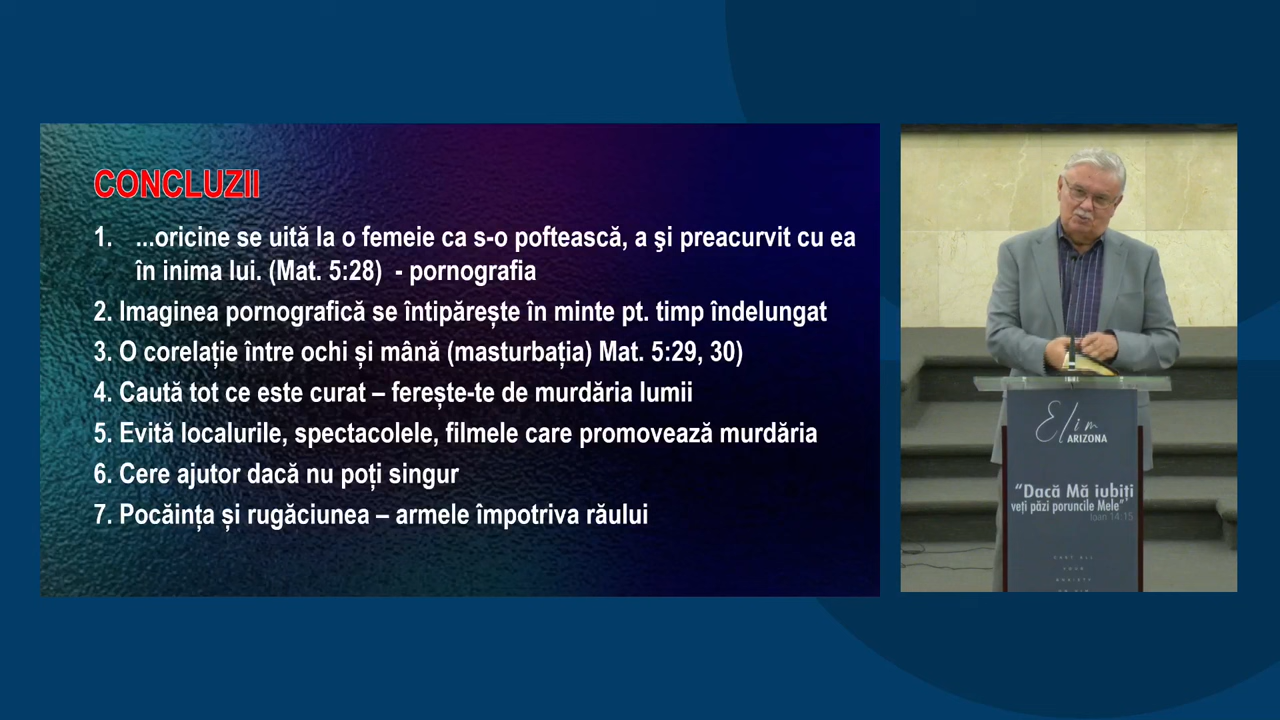 CONCLUZII
1. ...oricine se uită la o femeie ca s-o poftească, a şi preacurvit cu ea
în inima lui. (Mat. 5:28) - pornografia
2. Imaginea pornografică se întipărește în minte pt. timp îndelungat
3. O corelație între ochi și mână (masturbația) Mat. 5:29, 30)
4. Caută tot ce este curat – ferește-te de murdăria lumii
5. Evită localurile, spectacolele, filmele care promovează murdăria
6. Cere ajutor dacă nu poți singur
7. Pocăința și rugăciunea – armele împotriva răului
Elim
ARIZONA
“Dacă Mă iubiți
veți păzi poruncile Mele”
Ioan 14:15
CAST ALL
YOUR
ANXIETY